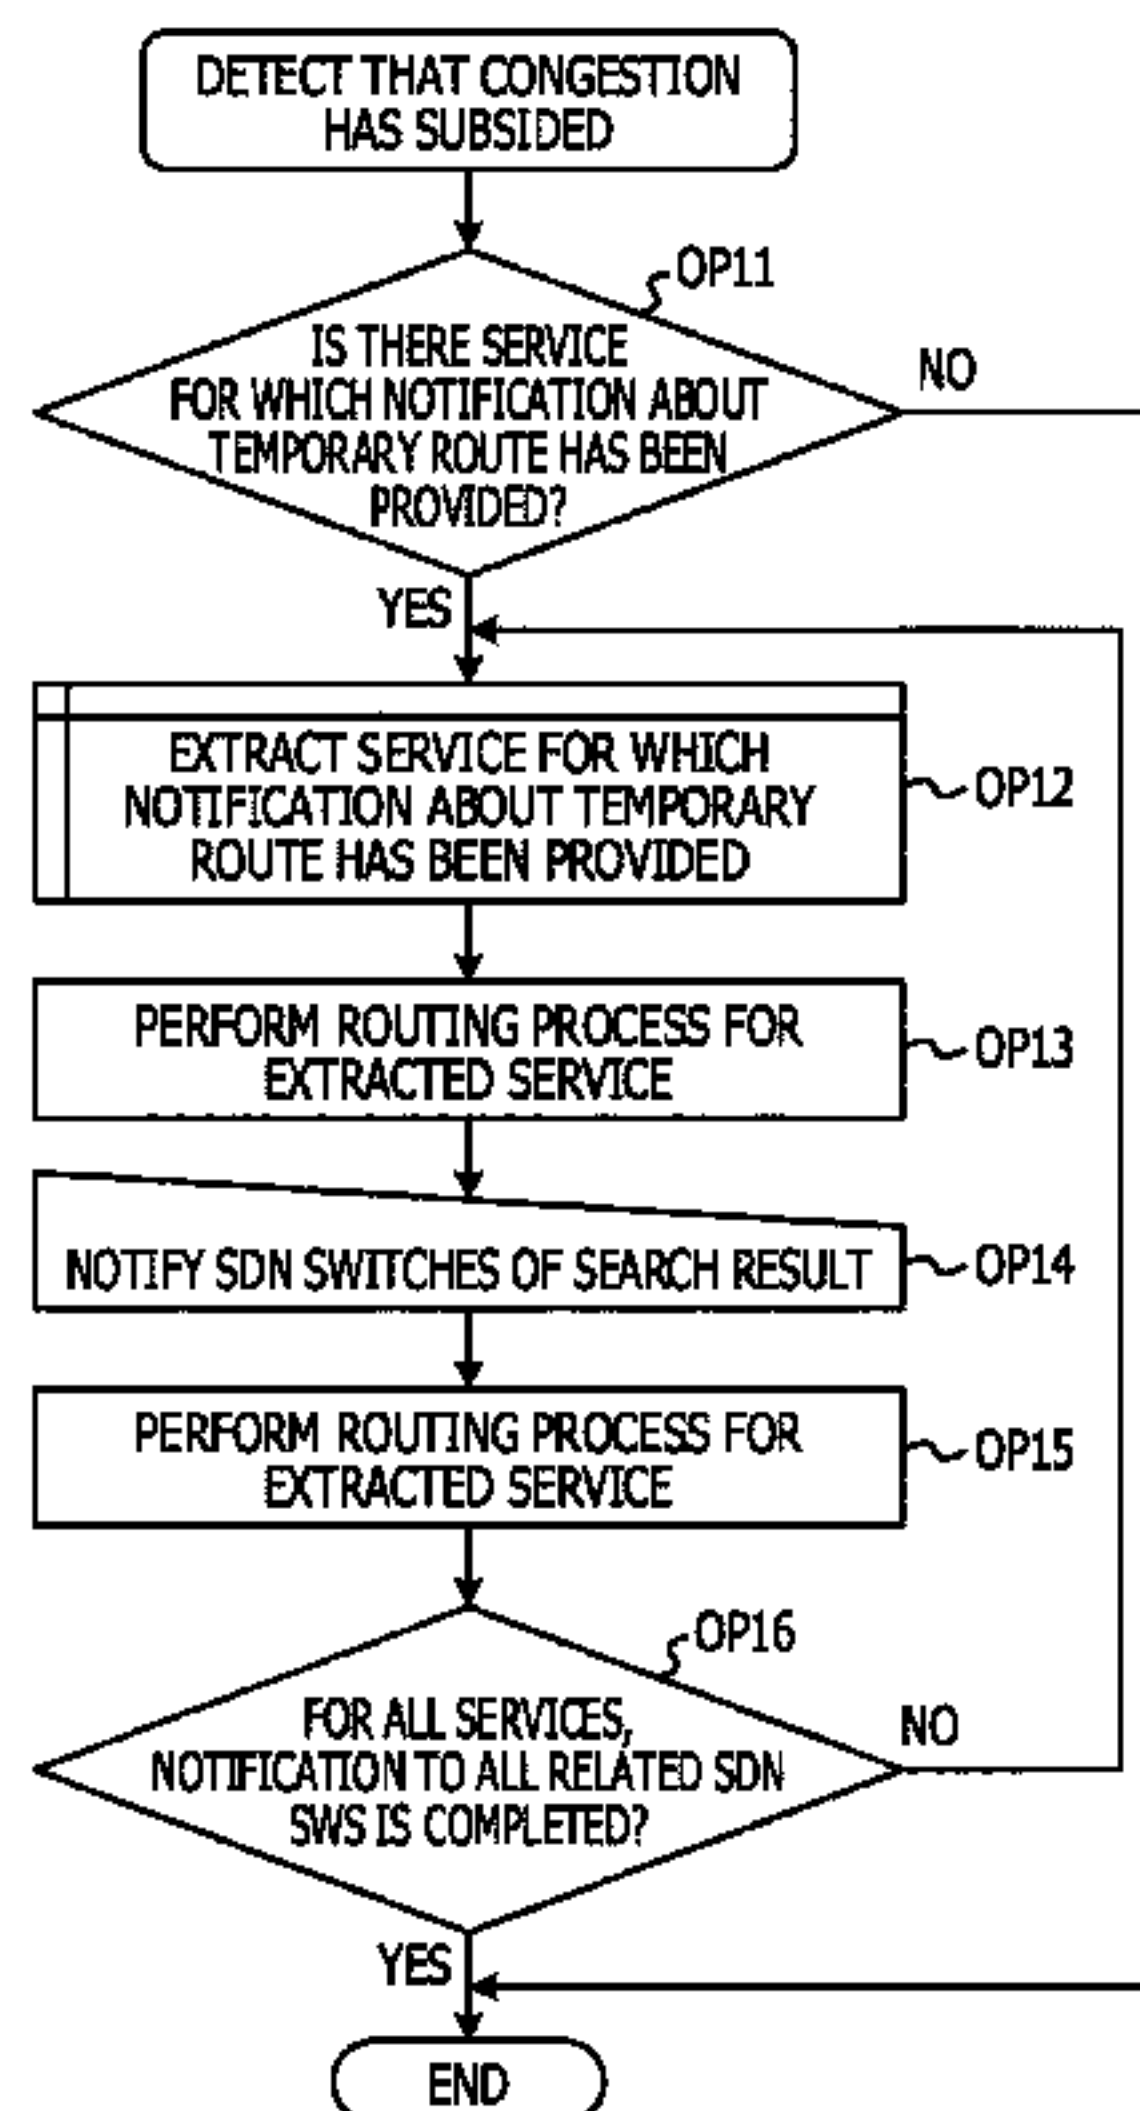 DETECT THAT CONGESTION
HAS SUBSIDED
OP11
IS THERE SERVICE
FOR WHICH NOTIFICATION ABOUT
TEMPORARY ROUTE HAS BEEN
PROVIDED?
NO
YES
EXTRACT SERVICE FOR WHICH
NOTIFICATION ABOUT TEMPORARY
ROUTE HAS BEEN PROVIDED
OP12
PERFORM ROUTING PROCESS FOR
EXTRACTED SERVICE
OP13
NOTIFY SDN SWITCHES OF SEARCH RESULT
OP14
PERFORM ROUTING PROCESS FOR
EXTRACTED SERVICE
OP15
OP16
FOR ALL SERVICES,
NOTIFICATION TO ALL RELATED SDN
SWS IS COMPLETED?
NO
YES
END